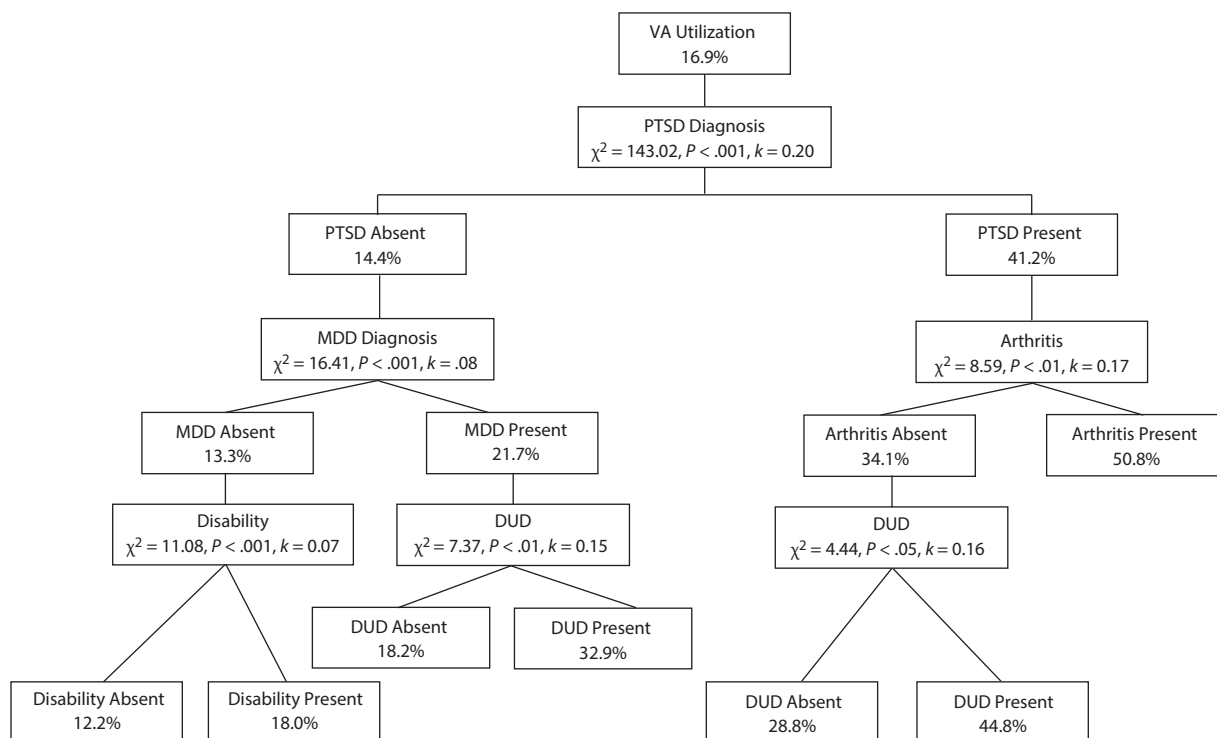 VA Utilization
16.9%
PTSD Diagnosis
χ² = 143.02, P < .001, k = 0.20
PTSD Absent
14.4%
PTSD Present
41.2%
MDD Diagnosis
χ² = 16.41, P < .001, k = .08
Arthritis
χ² = 8.59, P < .01, k = 0.17
MDD Absent
13.3%
MDD Present
21.7%
Arthritis Absent
34.1%
Arthritis Present
50.8%
Disability
χ² = 11.08, P < .001, k = 0.07
DUD
χ² = 7.37, P < .01, k = 0.15
DUD
χ² = 4.44, P < .05, k = 0.16
DUD Absent
18.2%
DUD Present
32.9%
Disability Absent
12.2%
Disability Present
18.0%
DUD Absent
28.8%
DUD Present
44.8%